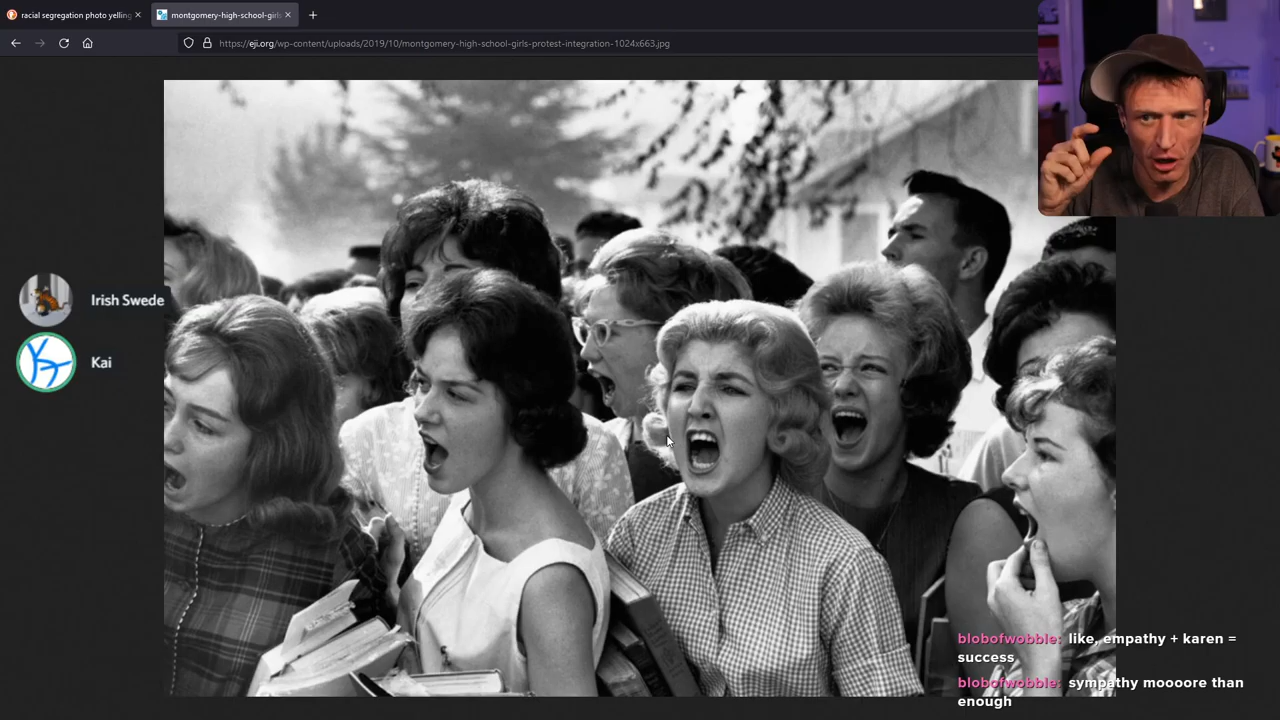 racial segregation photo yelling
montgomery-high-school-girls
https://eji.org/wp-content/uploads/2019/10/montgomery-high-school-girls-protest-integration-1024x663.jpg
Irish Swede
Kai
blobofwobble: like, empathy + karen =
success
blobofwobble: sympathy moooore than
enough